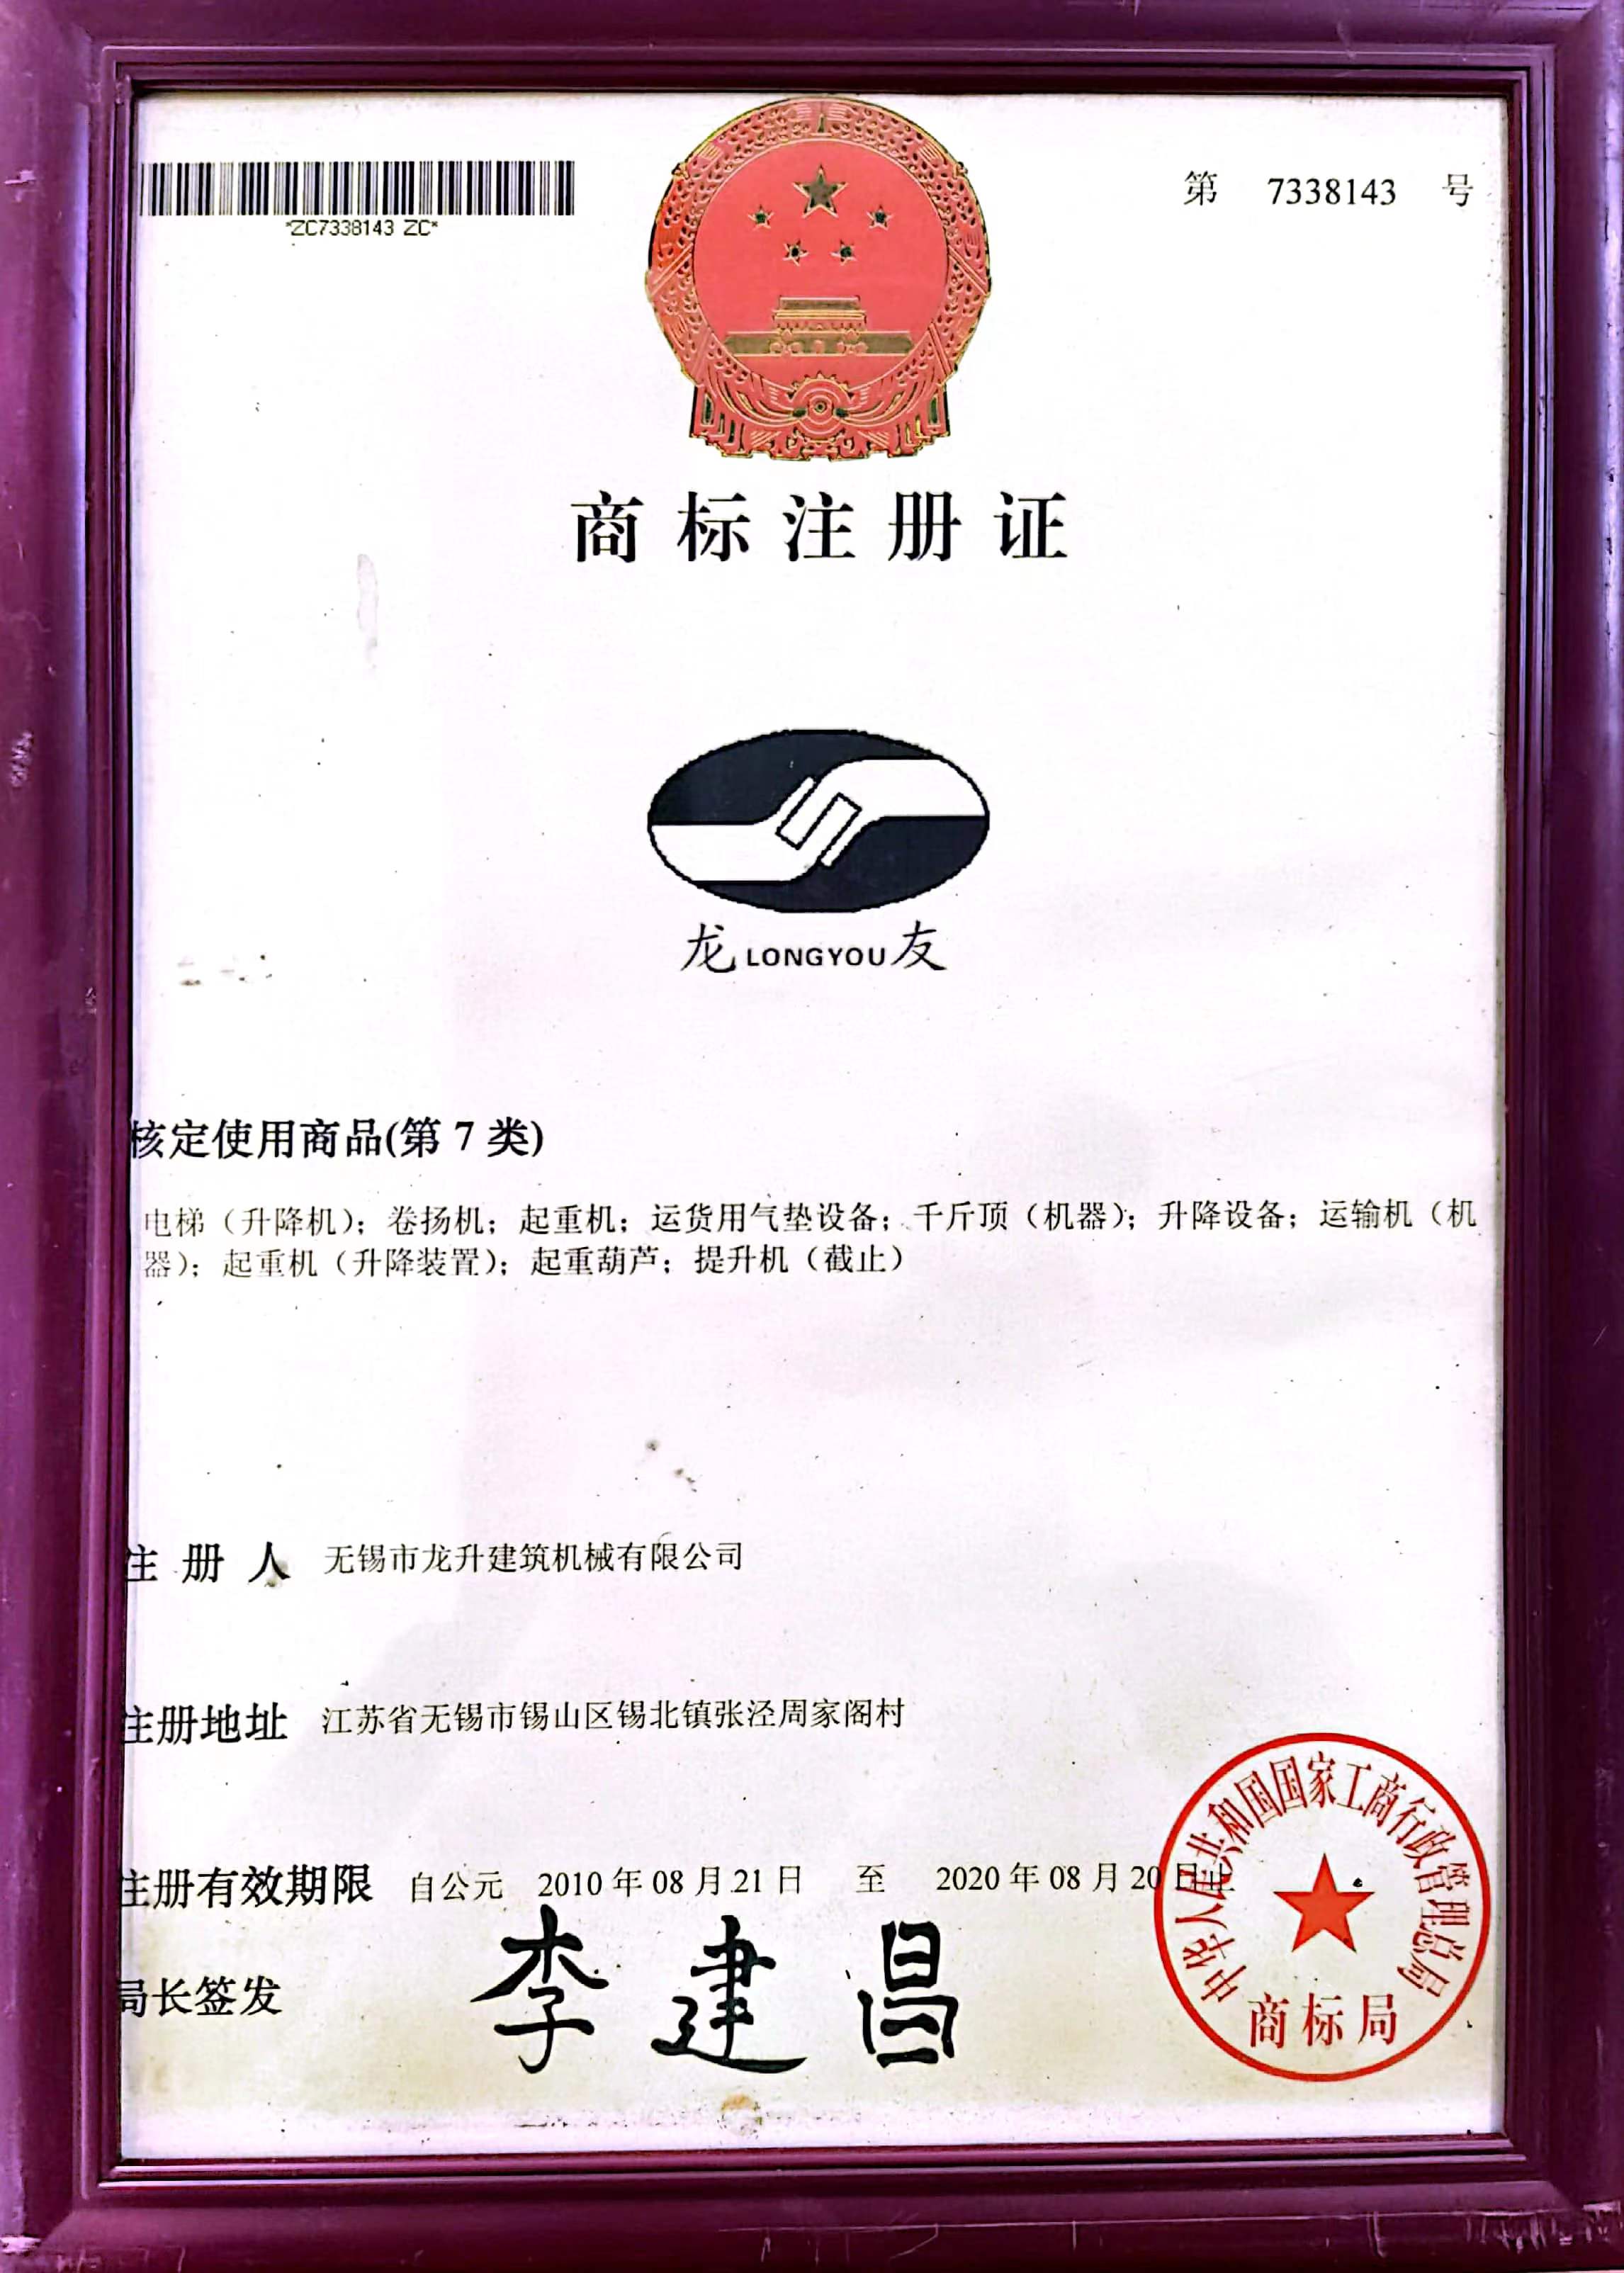 *ZC7338143 ZC*
第 7338143 号
商标注册证
龙 LONGYOU 友
核定使用商品(第 7 类)
电梯（升降机）；卷扬机；起重机；运货用气垫设备；千斤顶（机器）；升降设备；运输机（机
器）；起重机（升降装置）；起重葫芦；提升机（截止）
注 册 人 无锡市龙升建筑机械有限公司
注册地址 江苏省无锡市锡山区锡北镇张泾周家阁村
注册有效期限 自公元 2010 年 08 月 21 日 至 2020 年 08 月 20 日止
局长签发 李建昌
中华人民共和国国家工商行政管理总局
商标局